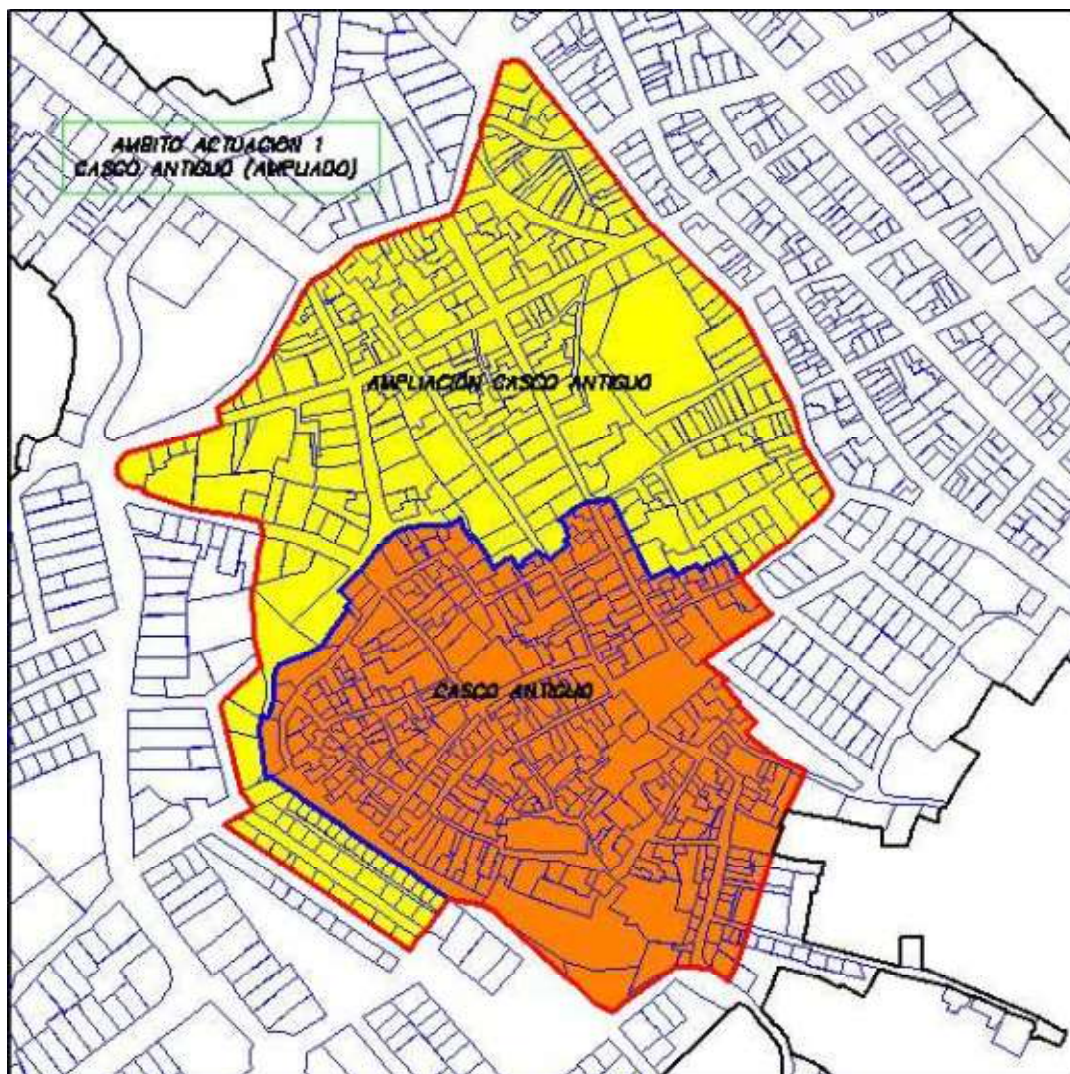 AMBITO ACTUACION 1
CASCO ANTIGUO (AMPLIADO)
AMPLIACIÓN CASCO ANTIGUO
CASCO ANTIGUO